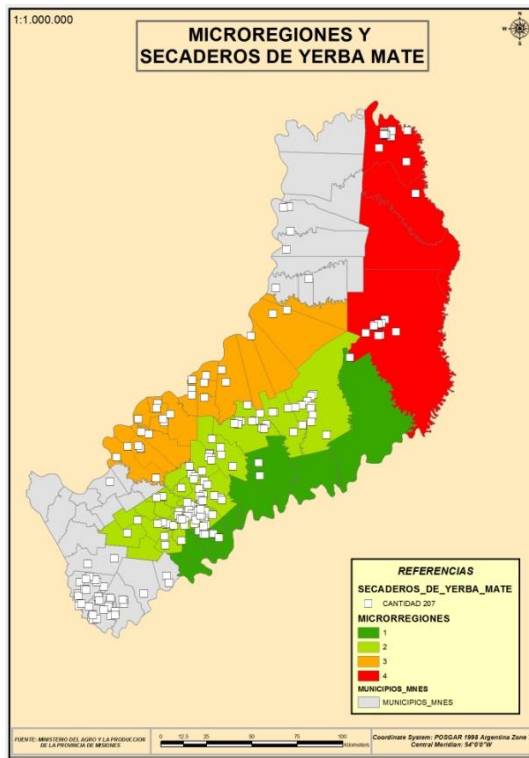 1:1.000.000
MICROREGIONES Y
SECADEROS DE YERBA MATE
N
W
E
S
REFERENCIAS
SECADEROS_DE_YERBA_MATE
CANTIDAD 207
MICRORREGIONES
1
2
3
4
MUNICIPIOS_MNES
MUNICIPIOS_MNES
FUENTE: MINISTERIO DEL AGRO Y LA PRODUCCION
DE LA PROVINCIA DE MISIONES
0 12.5 25 50 75 100
Kilometers
Coordinate System: POSGAR 1998 Argentina Zone
Central Meridian: 54°0'0"W